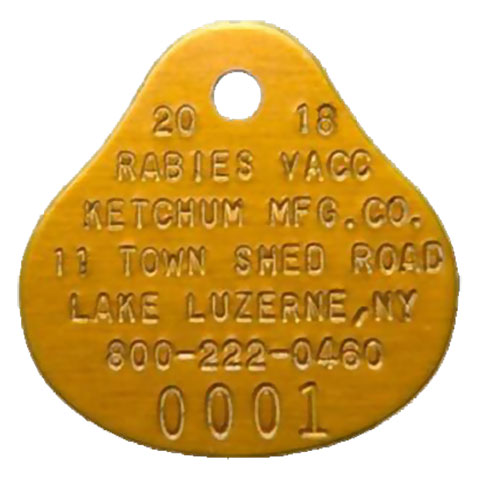 20 18
RABIES VACC
KETCHUM MFG.CO.
11 TOWN SHED ROAD
LAKE LUZERNE,NY
800-222-0460
0001